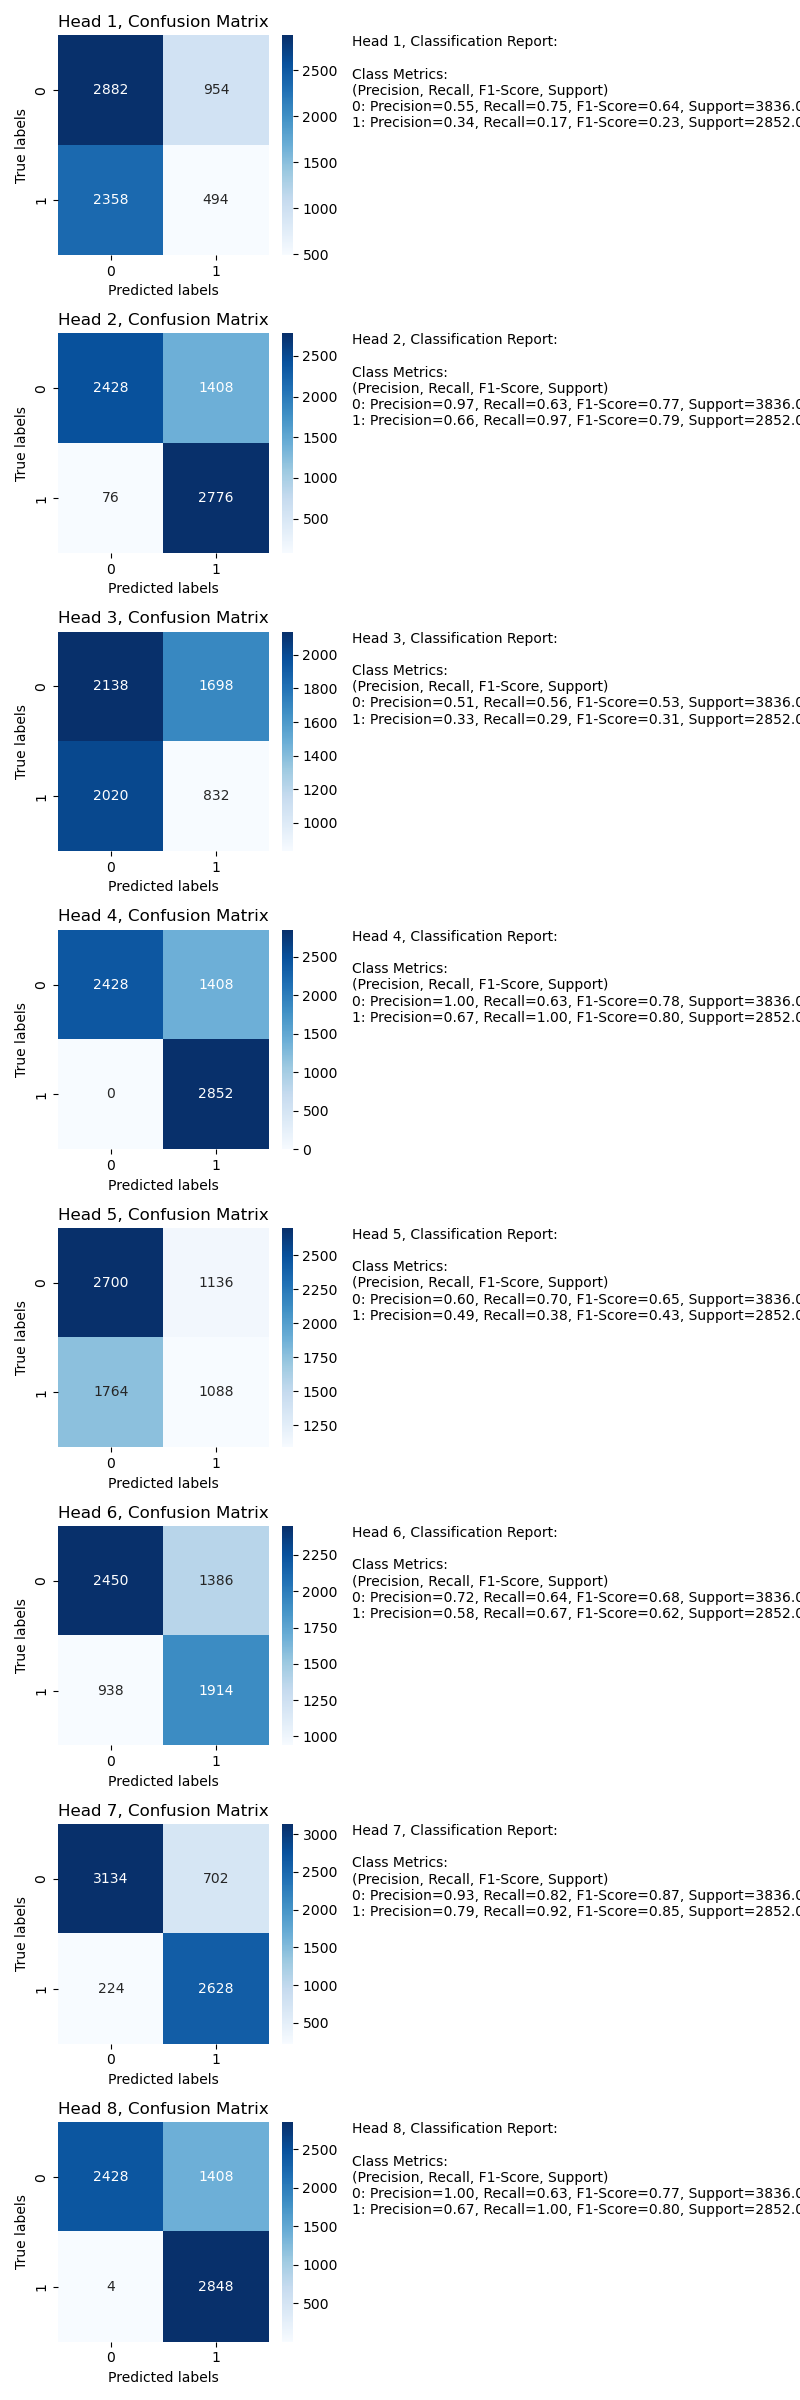 Head 1, Confusion Matrix
True labels
0
1
2882 954
2358 494
0 1
Predicted labels
2500
2000
1500
1000
500
Head 1, Classification Report:
Class Metrics:
(Precision, Recall, F1-Score, Support)
0: Precision=0.55, Recall=0.75, F1-Score=0.64, Support=3836.0
1: Precision=0.34, Recall=0.17, F1-Score=0.23, Support=2852.0
Head 2, Confusion Matrix
True labels
0
1
2428 1408
76 2776
0 1
Predicted labels
2500
2000
1500
1000
500
Head 2, Classification Report:
Class Metrics:
(Precision, Recall, F1-Score, Support)
0: Precision=0.97, Recall=0.63, F1-Score=0.77, Support=3836.0
1: Precision=0.66, Recall=0.97, F1-Score=0.79, Support=2852.0
Head 3, Confusion Matrix
True labels
0
1
2138 1698
2020 832
0 1
Predicted labels
2000
1800
1600
1400
1200
1000
Head 3, Classification Report:
Class Metrics:
(Precision, Recall, F1-Score, Support)
0: Precision=0.51, Recall=0.56, F1-Score=0.53, Support=3836.0
1: Precision=0.33, Recall=0.29, F1-Score=0.31, Support=2852.0
Head 4, Confusion Matrix
True labels
0
1
2428 1408
0 2852
0 1
Predicted labels
2500
2000
1500
1000
500
0
Head 4, Classification Report:
Class Metrics:
(Precision, Recall, F1-Score, Support)
0: Precision=1.00, Recall=0.63, F1-Score=0.78, Support=3836.0
1: Precision=0.67, Recall=1.00, F1-Score=0.80, Support=2852.0
Head 5, Confusion Matrix
True labels
0
1
2700 1136
1764 1088
0 1
Predicted labels
2500
2250
2000
1750
1500
1250
Head 5, Classification Report:
Class Metrics:
(Precision, Recall, F1-Score, Support)
0: Precision=0.60, Recall=0.70, F1-Score=0.65, Support=3836.0
1: Precision=0.49, Recall=0.38, F1-Score=0.43, Support=2852.0
Head 6, Confusion Matrix
True labels
0
1
2450 1386
938 1914
0 1
Predicted labels
2250
2000
1750
1500
1250
1000
Head 6, Classification Report:
Class Metrics:
(Precision, Recall, F1-Score, Support)
0: Precision=0.72, Recall=0.64, F1-Score=0.68, Support=3836.0
1: Precision=0.58, Recall=0.67, F1-Score=0.62, Support=2852.0
Head 7, Confusion Matrix
True labels
0
1
3134 702
224 2628
0 1
Predicted labels
3000
2500
2000
1500
1000
500
Head 7, Classification Report:
Class Metrics:
(Precision, Recall, F1-Score, Support)
0: Precision=0.93, Recall=0.82, F1-Score=0.87, Support=3836.0
1: Precision=0.79, Recall=0.92, F1-Score=0.85, Support=2852.0
Head 8, Confusion Matrix
True labels
0
1
2428 1408
4 2848
0 1
Predicted labels
2500
2000
1500
1000
500
Head 8, Classification Report:
Class Metrics:
(Precision, Recall, F1-Score, Support)
0: Precision=1.00, Recall=0.63, F1-Score=0.77, Support=3836.0
1: Precision=0.67, Recall=1.00, F1-Score=0.80, Support=2852.0